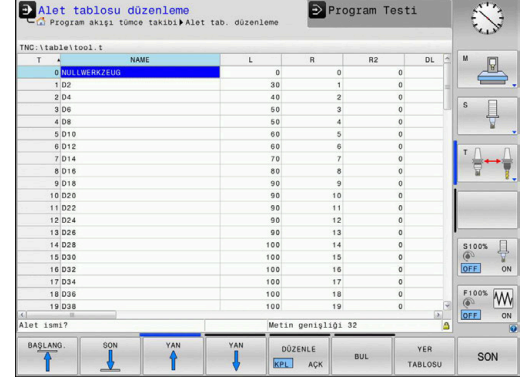 Alet tablosu düzenleme
Program Testi
Program akışı tümce takibi Alet tab. düzenleme
TNC:\table\tool.t
T NAME L R R2 DL
0 NULLWERKZEUG 0 0 0
1 D2 30 1 0
2 D4 40 2 0
3 D6 50 3 0
4 D8 50 4 0
5 D10 60 5 0
6 D12 60 6 0
7 D14 70 7 0
8 D16 80 8 0
9 D18 90 9 0
10 D20 90 10 0
11 D22 90 11 0
12 D24 90 12 0
13 D26 90 13 0
14 D28 100 14 0
15 D30 100 15 0
16 D32 100 16 0
17 D34 100 17 0
18 D36 100 18 0
19 D38 100 19 0
Alet ismi? Metin genişliği 32
M
S
T
S100%
OFF ON
F100%
OFF ON
BAŞLANG.
SON
YAN
YAN
DÜZENLE
KPL AÇK
BUL
YER
TABLOSU
SON